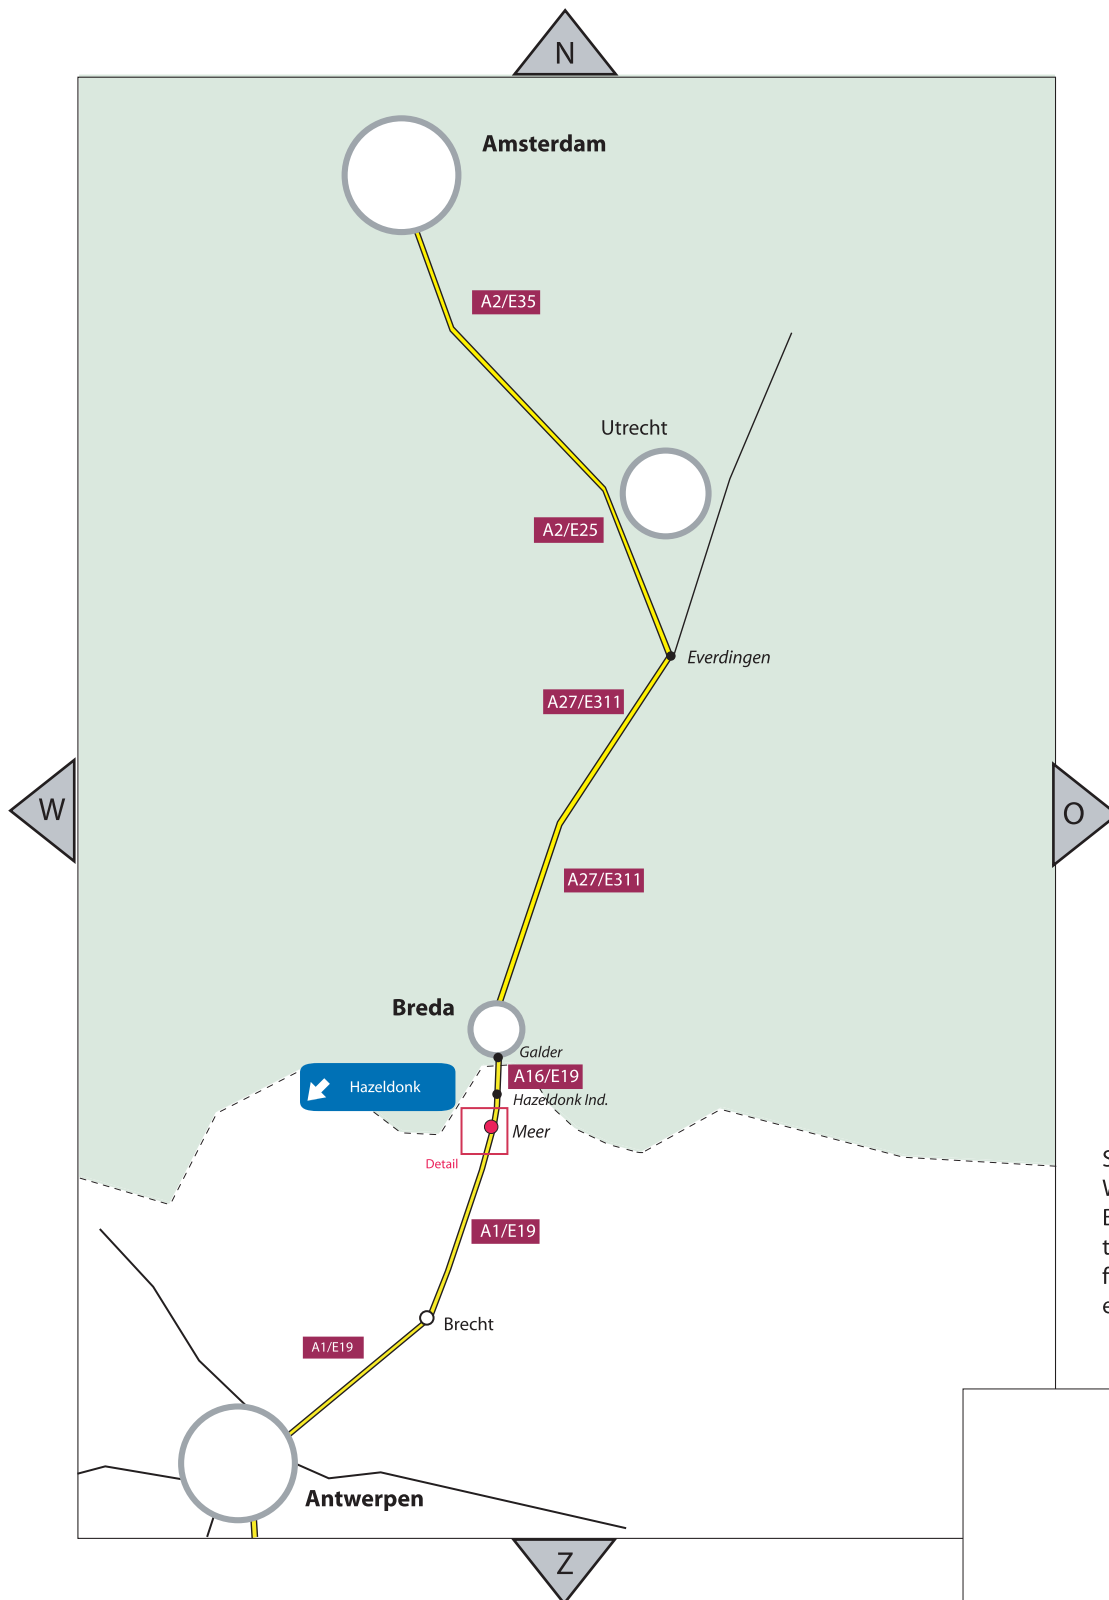 N
Amsterdam
A2/E35
Utrecht
A2/E25
Everdingen
A27/E311
W
O
A27/E311
Breda
Galder
A16/E19
Hazeldonk
Hazeldonk Ind.
Meer
Detail
A1/E19
Brecht
A1/E19
Antwerpen
Z